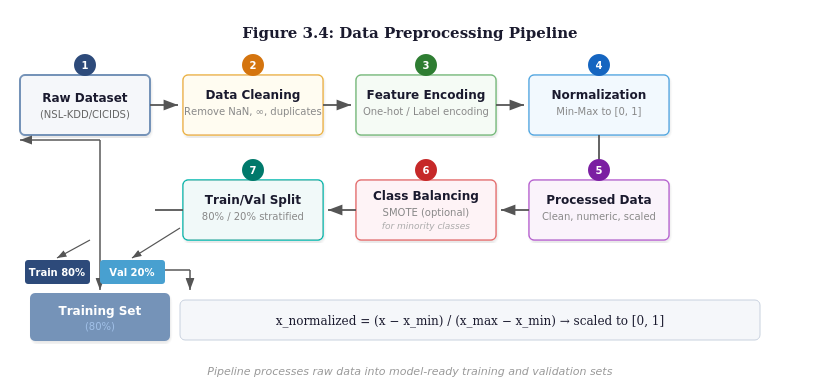 Figure 3.4: Data Preprocessing Pipeline
1
2
3
4
Raw Dataset
(NSL-KDD/CICIDS)
Data Cleaning
Remove NaN, ∞, duplicates
Feature Encoding
One-hot / Label encoding
Normalization
Min-Max to [0, 1]
7
6
5
Train/Val Split
80% / 20% stratified
Class Balancing
SMOTE (optional)
for minority classes
Processed Data
Clean, numeric, scaled
Train 80%
Val 20%
Training Set
(80%)
x_normalized = (x − x_min) / (x_max − x_min) → scaled to [0, 1]
Pipeline processes raw data into model-ready training and validation sets